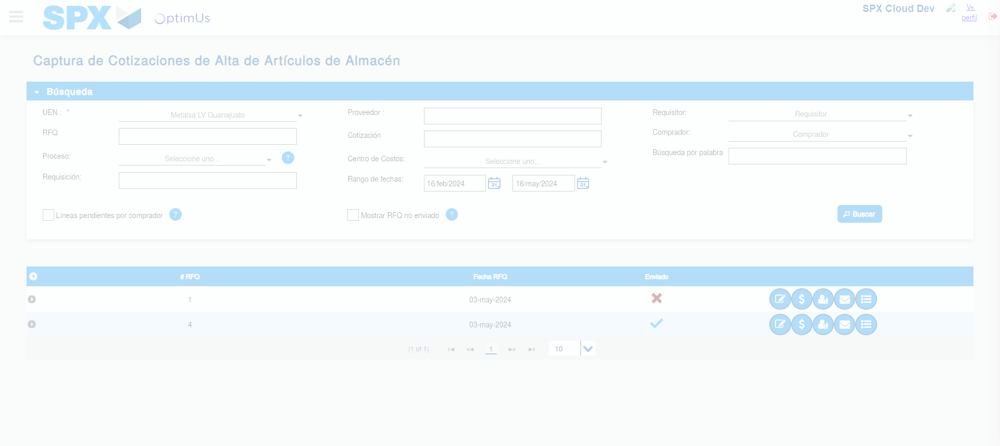 SPX OptimUs SPX Cloud Dev
Ve
perfil
Captura de Cotizaciones de Alta de Artículos de Almacén
Búsqueda
UEN : * Metalsa LV Guanajuato Proveedor : Requisitor: Requisitor
RFQ Cotización Comprador: Comprador
Proceso: Seleccione uno... ? Centro de Costos: Seleccione uno... Búsqueda por palabra
Requisición: Rango de fechas: 16/feb/2024 31 16/may/2024 31
Líneas pendientes por comprador ? Mostrar RFQ no enviado ? Buscar
# RFQ Fecha RFQ Enviado
1 03-may-2024 $
4 03-may-2024 $
(1 of 1) 1 10